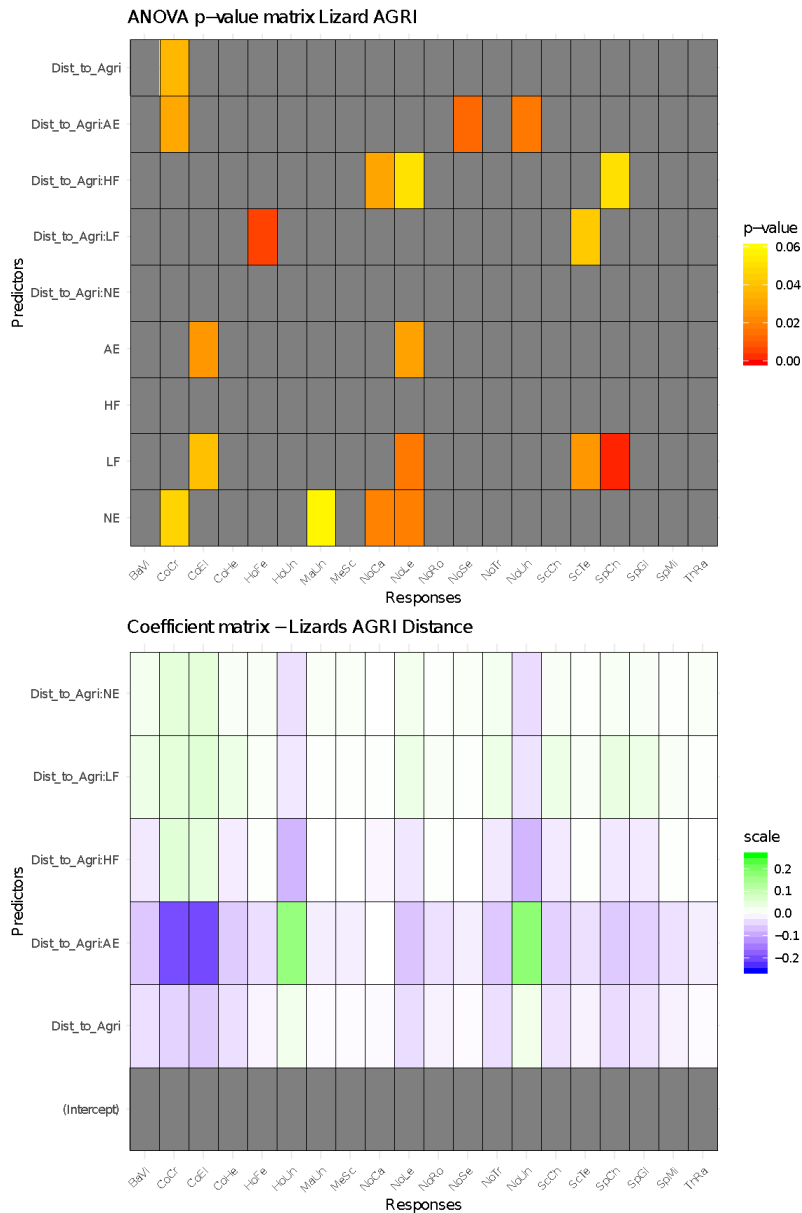 ANOVA p−value matrix Lizard AGRI
Predictors
Dist_to_Agri
Dist_to_Agri:AE
Dist_to_Agri:HF
Dist_to_Agri:LF
Dist_to_Agri:NE
AE
HF
LF
NE
BaVi CoCr CoEl CoHe HoFe HoUn MaUn MeSc NoCa NoLe NoRo NoSe NoTr NoUn ScCh ScTe SpCh SpGl SpMi ThRa
Responses
p−value
0.06
0.04
0.02
0.00
Coefficient matrix −Lizards AGRI Distance
Predictors
Dist_to_Agri:NE
Dist_to_Agri:LF
Dist_to_Agri:HF
Dist_to_Agri:AE
Dist_to_Agri
(Intercept)
BaVi CoCr CoEl CoHe HoFe HoUn MaUn MeSc NoCa NoLe NoRo NoSe NoTr NoUn ScCh ScTe SpCh SpGl SpMi ThRa
Responses
scale
0.2
0.1
0.0
−0.1
−0.2